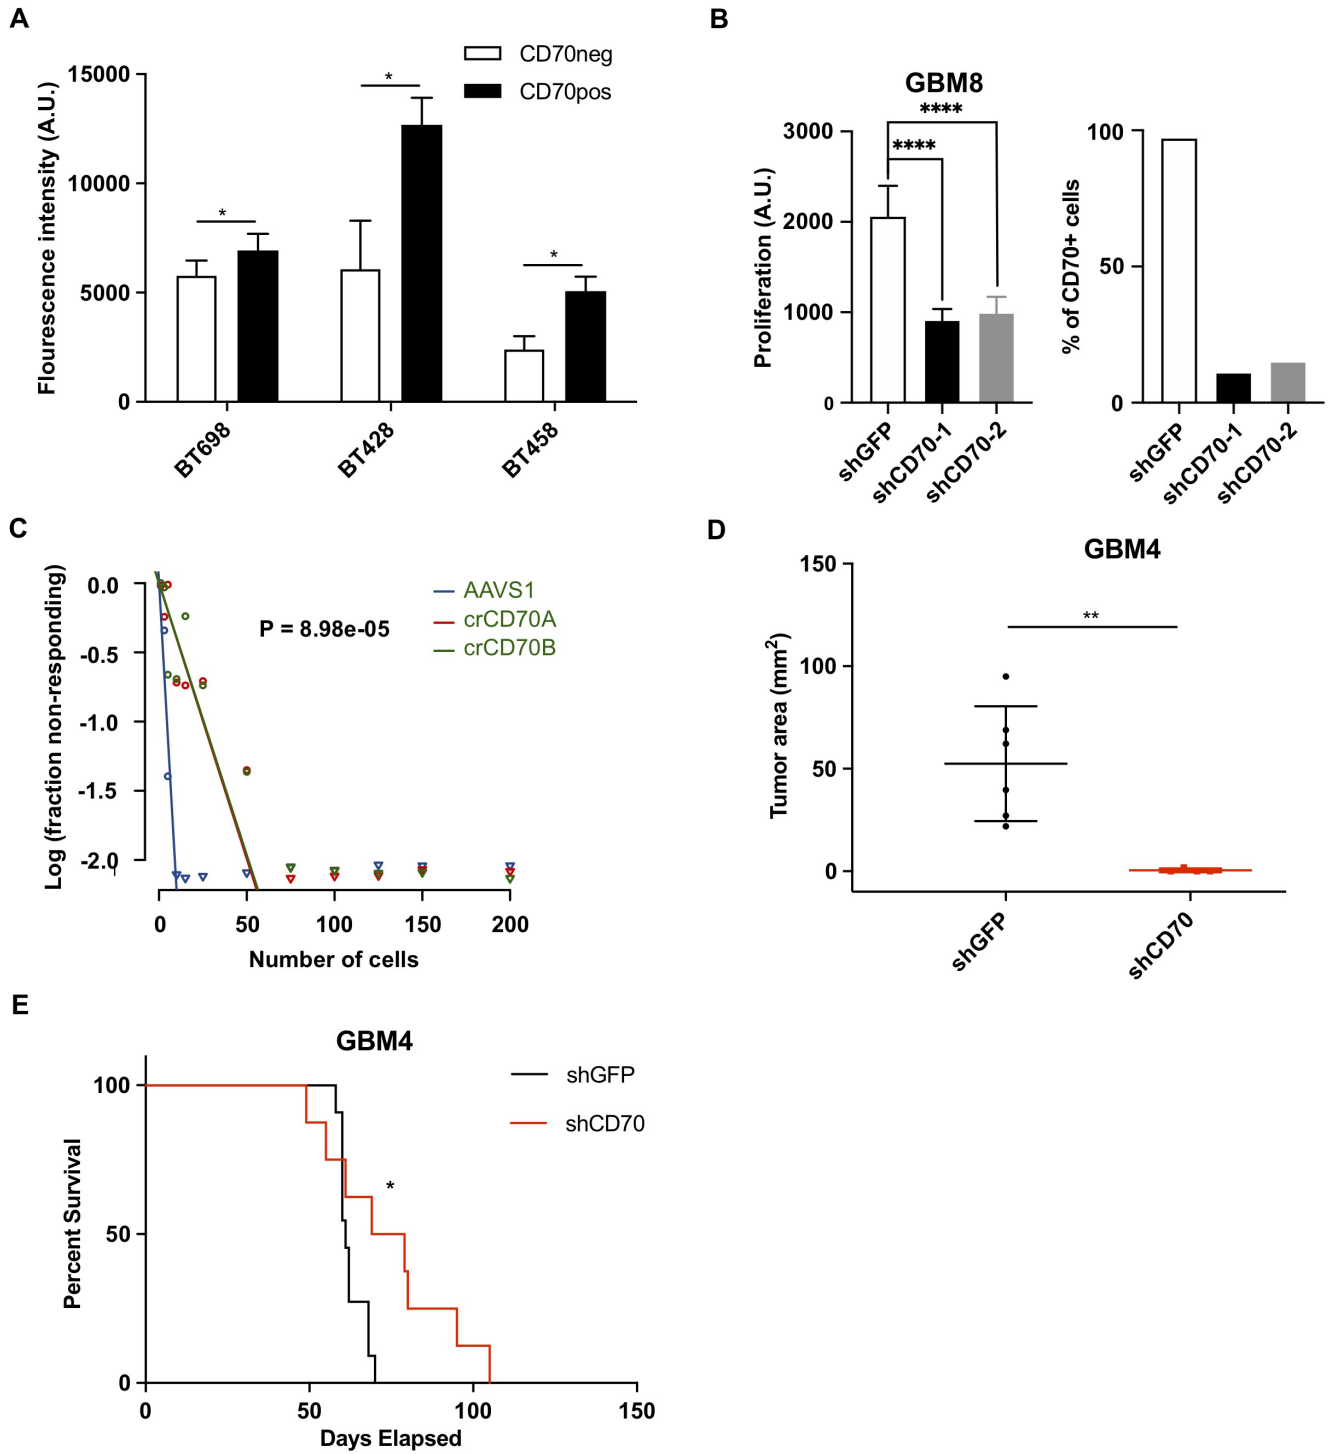 A
CD70neg
CD70pos
Flourescence intensity (A.U.)
15000
10000
5000
0
*
*
*
BT698
BT428
BT458
B
GBM8
Proliferation (A.U.)
3000
2000
1000
0
****
****
shGFP
shCD70-1
shCD70-2
% of CD70+ cells
100
50
0
shGFP
shCD70-1
shCD70-2
C
Log (fraction non-responding)
0.0
-0.5
-1.0
-1.5
-2.0
P = 8.98e-05
AAVS1
crCD70A
crCD70B
0 50 100 150 200
Number of cells
D
GBM4
Tumor area (mm2)
150
100
50
0
**
shGFP
shCD70
E
GBM4
shGFP
shCD70
Percent Survival
100
50
0
*
0 50 100 150
Days Elapsed